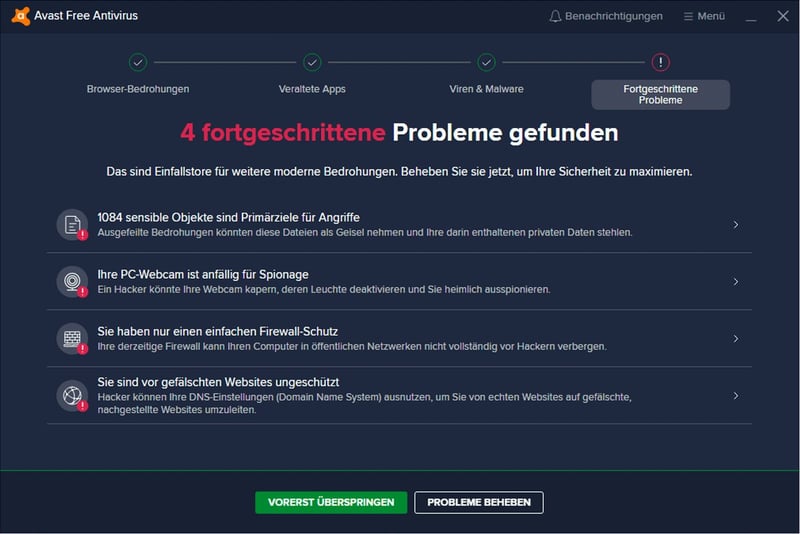 Avast Free Antivirus
Benachrichtigungen
Menü
Browser-Bedrohungen
Veraltete Apps
Viren & Malware
Fortgeschrittene
Probleme
4 fortgeschrittene Probleme gefunden
Das sind Einfallstore für weitere moderne Bedrohungen. Beheben Sie sie jetzt, um Ihre Sicherheit zu maximieren.
1084 sensible Objekte sind Primärziele für Angriffe
Ausgefeilte Bedrohungen könnten diese Dateien als Geisel nehmen und Ihre darin enthaltenen privaten Daten stehlen.
Ihre PC-Webcam ist anfällig für Spionage
Ein Hacker könnte Ihre Webcam kapern, deren Leuchte deaktivieren und Sie heimlich ausspionieren.
Sie haben nur einen einfachen Firewall-Schutz
Ihre derzeitige Firewall kann Ihren Computer in öffentlichen Netzwerken nicht vollständig vor Hackern verbergen.
Sie sind vor gefälschten Websites ungeschützt
Hacker können Ihre DNS-Einstellungen (Domain Name System) ausnutzen, um Sie von echten Websites auf gefälschte,
nachgestellte Websites umzuleiten.
VORERST ÜBERSPRINGEN
PROBLEME BEHEBEN